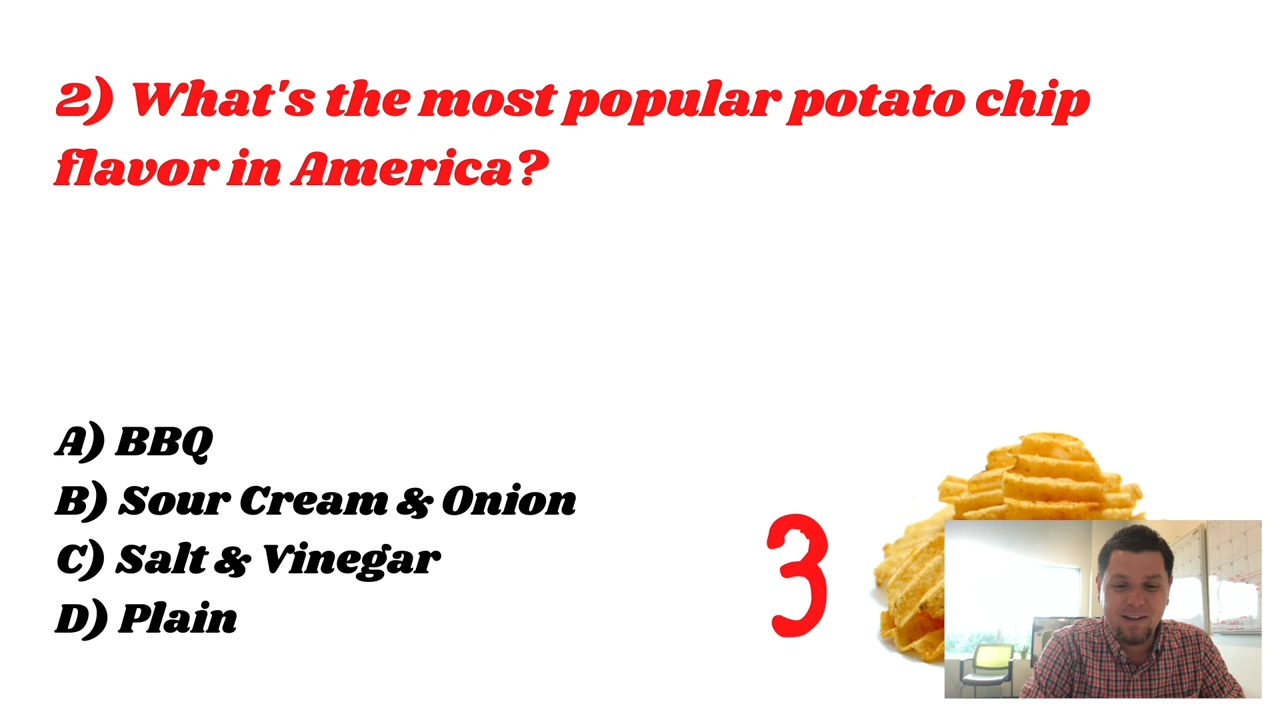 2) What's the most popular potato chip
flavor in America?
A) BBQ
B) Sour Cream & Onion
C) Salt & Vinegar
D) Plain
3